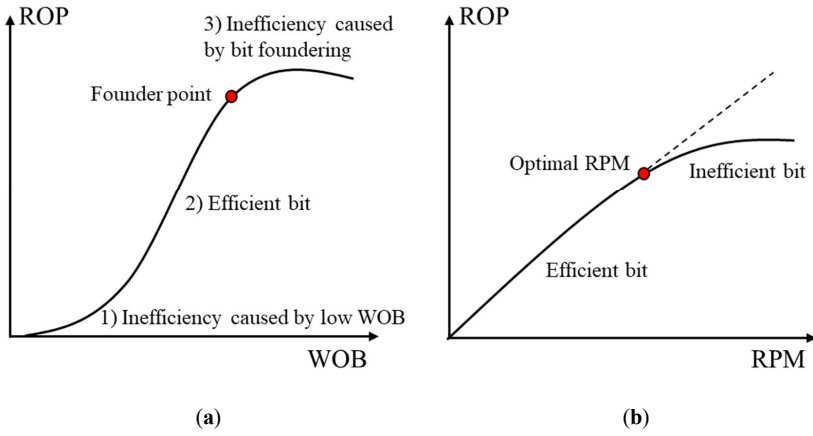 ROP
3) Inefficiency caused
by bit foundering
Founder point
2) Efficient bit
1) Inefficiency caused by low WOB
WOB
(a)
ROP
Optimal RPM
Inefficient bit
Efficient bit
RPM
(b)